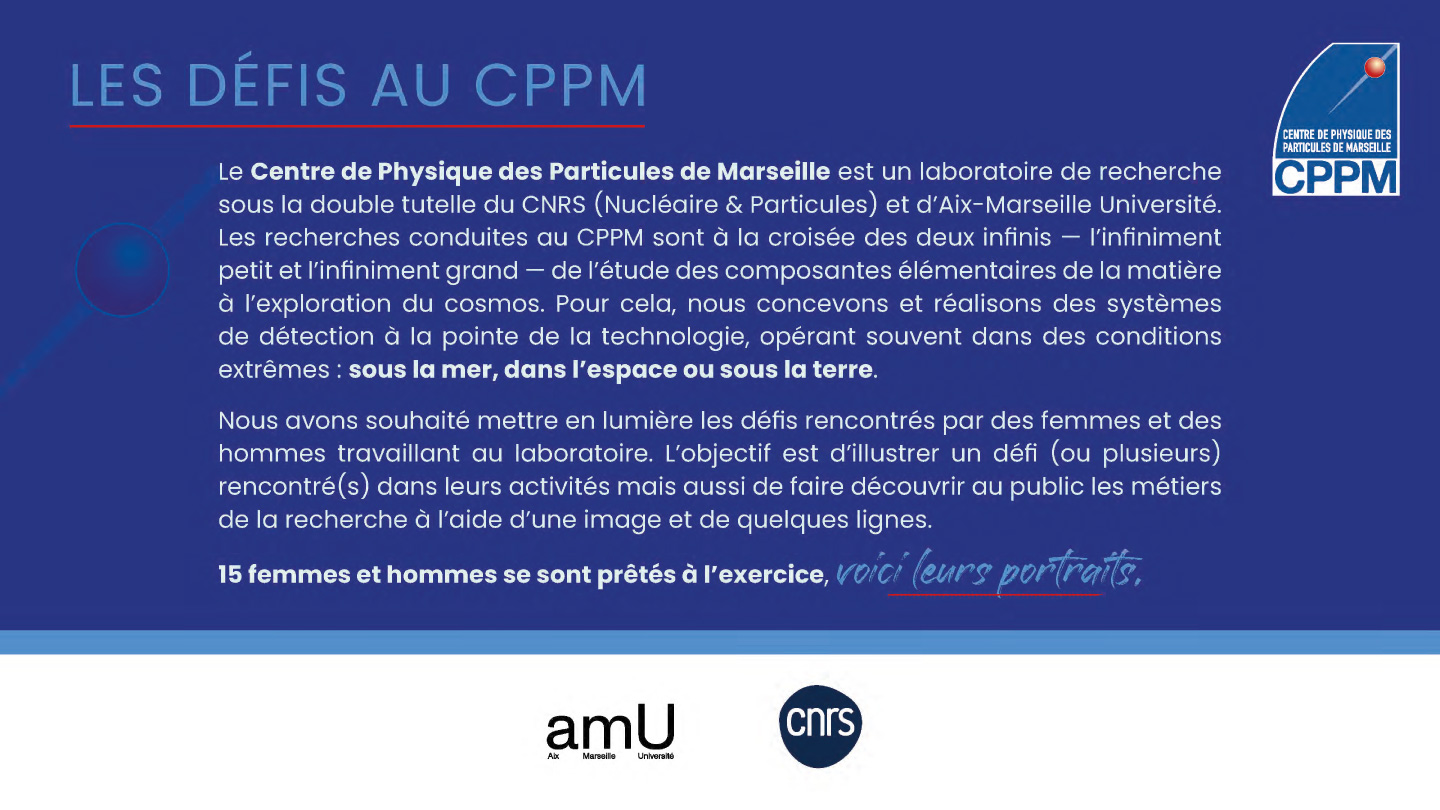 LES DÉFIS AU CPPM
CENTRE DE PHYSIQUE DES
PARTICULES DE MARSEILLE
CPPM
Le Centre de Physique des Particules de Marseille est un laboratoire de recherche
sous la double tutelle du CNRS (Nucléaire & Particules) et d’Aix-Marseille Université.
Les recherches conduites au CPPM sont à la croisée des deux infinis — l’infiniment
petit et l’infiniment grand — de l’étude des composantes élémentaires de la matière
à l’exploration du cosmos. Pour cela, nous concevons et réalisons des systèmes
de détection à la pointe de la technologie, opérant souvent dans des conditions
extrêmes : sous la mer, dans l’espace ou sous la terre.
Nous avons souhaité mettre en lumière les défis rencontrés par des femmes et des
hommes travaillant au laboratoire. L’objectif est d’illustrer un défi (ou plusieurs)
rencontré(s) dans leurs activités mais aussi de faire découvrir au public les métiers
de la recherche à l’aide d’une image et de quelques lignes.
15 femmes et hommes se sont prêtés à l’exercice, voici leurs portraits.
amU
Aix Marseille Université
cnrs